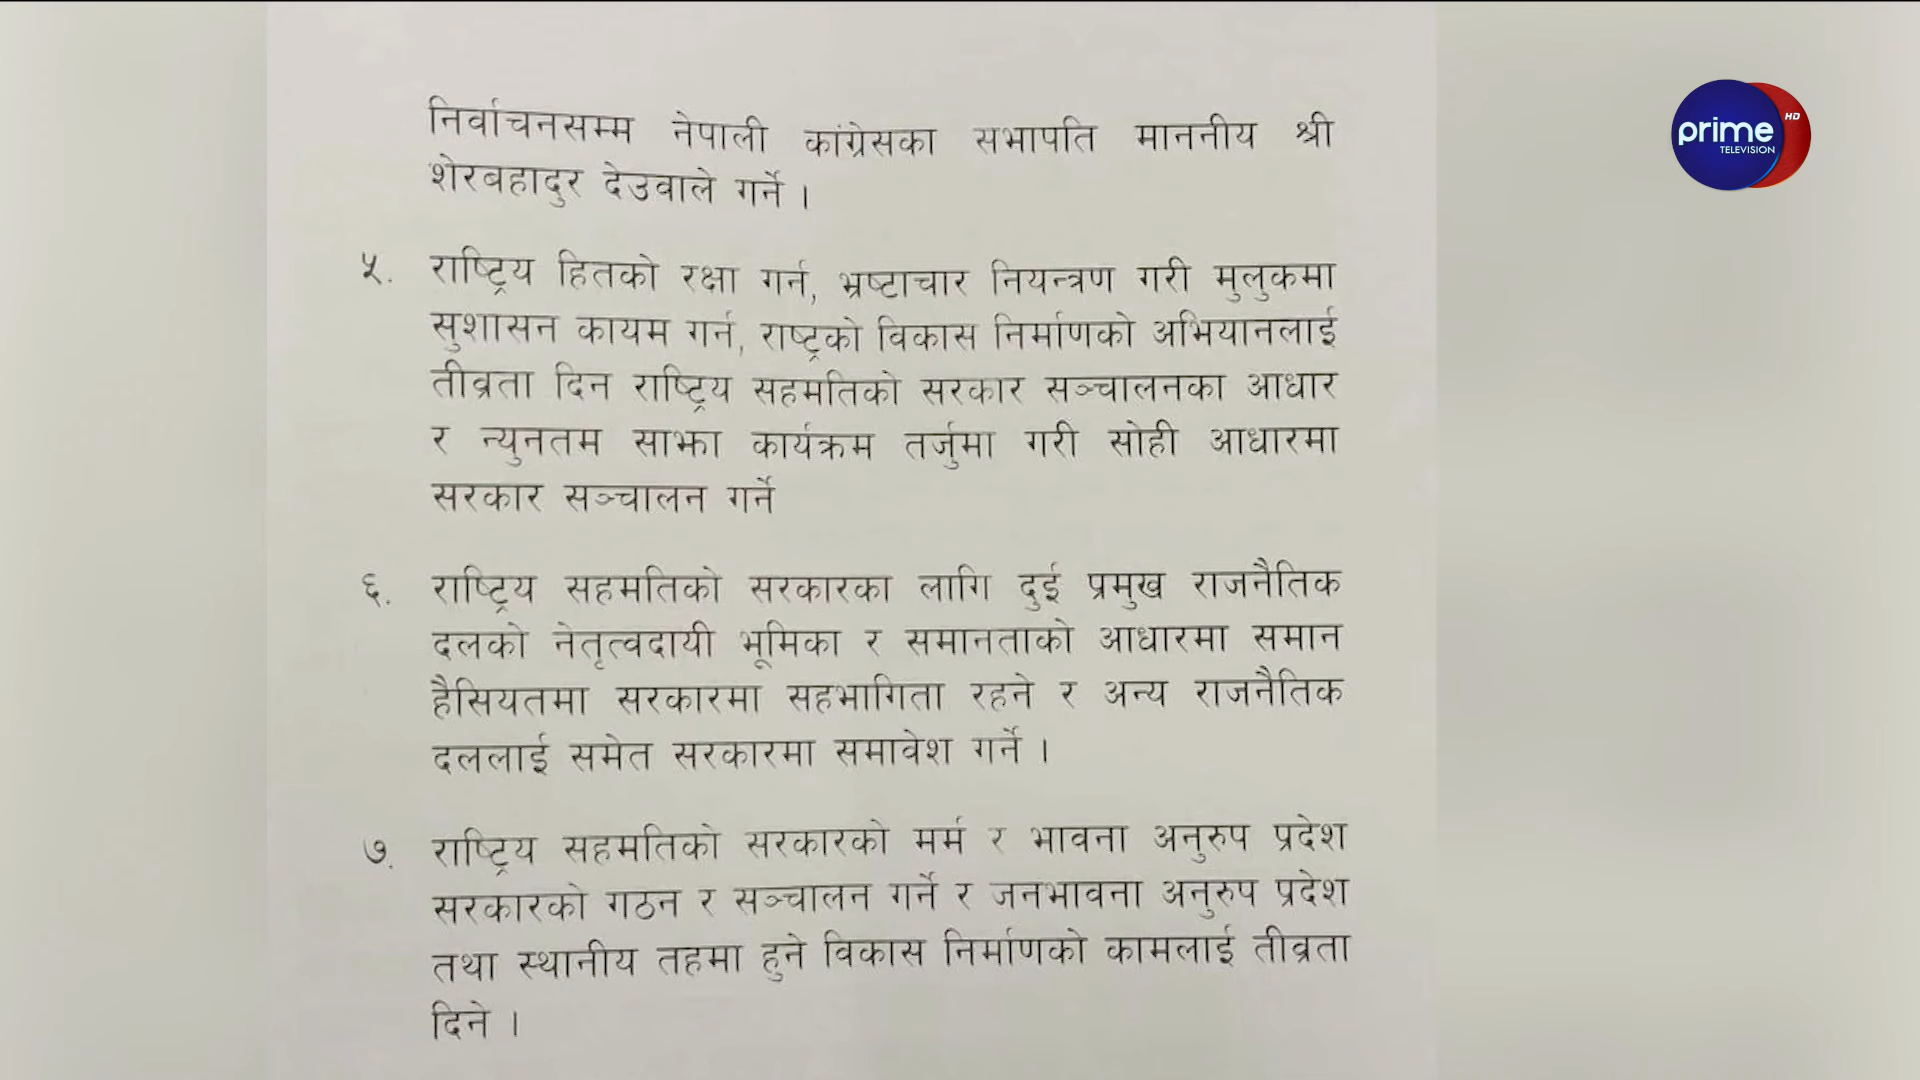 निर्वाचनसम्म नेपाली कांग्रेसका सभापति माननीय श्री
शेरबहादुर देउवाले गर्ने ।
५. राष्ट्रिय हितको रक्षा गर्न, भ्रष्टाचार नियन्त्रण गरी मुलुकमा
सुशासन कायम गर्न, राष्ट्रको विकास निर्माणको अभियानलाई
तीव्रता दिन राष्ट्रिय सहमतिको सरकार सञ्चालनका आधार
र न्युनतम साझा कार्यक्रम तर्जुमा गरी सोही आधारमा
सरकार सञ्चालन गर्ने
६. राष्ट्रिय सहमतिको सरकारका लागि दुई प्रमुख राजनैतिक
दलको नेतृत्वदायी भूमिका र समानताको आधारमा समान
हैसियतमा सरकारमा सहभागिता रहने र अन्य राजनैतिक
दललाई समेत सरकारमा समावेश गर्ने ।
७. राष्ट्रिय सहमतिको सरकारको मर्म र भावना अनुरुप प्रदेश
सरकारको गठन र सञ्चालन गर्ने र जनभावना अनुरुप प्रदेश
तथा स्थानीय तहमा हुने विकास निर्माणको कामलाई तीव्रता
दिने ।
prime HD
TELEVISION